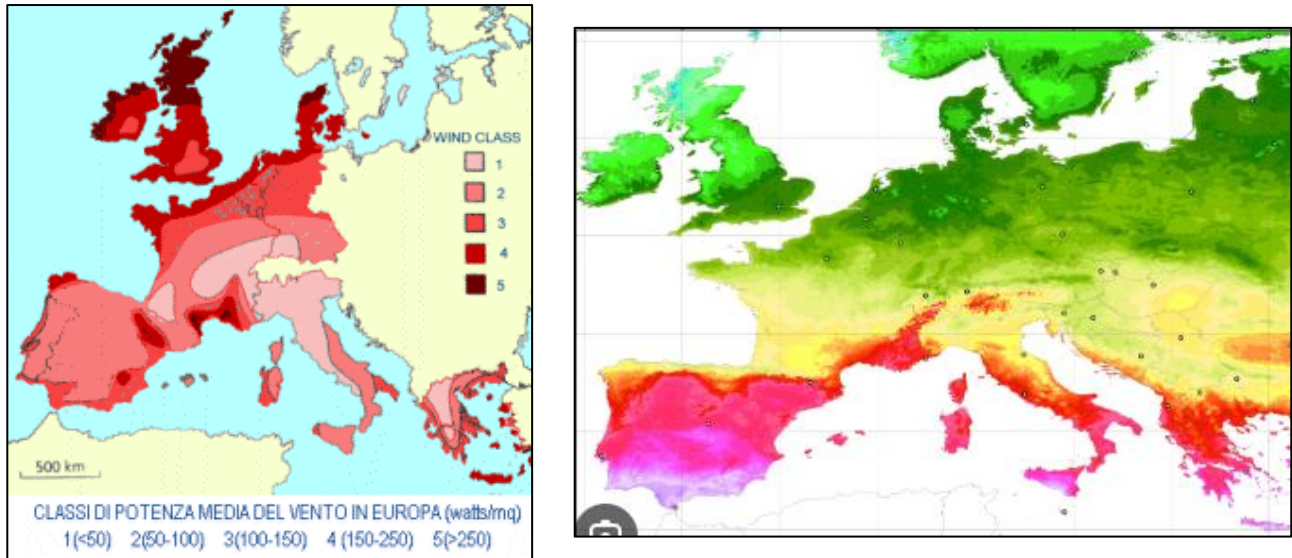 WIND CLASS
1
2
3
4
5
500 km
CLASSI DI POTENZA MEDIA DEL VENTO IN EUROPA (watts/mq)
1(<50) 2(50-100) 3(100-150) 4 (150-250) 5(>250)